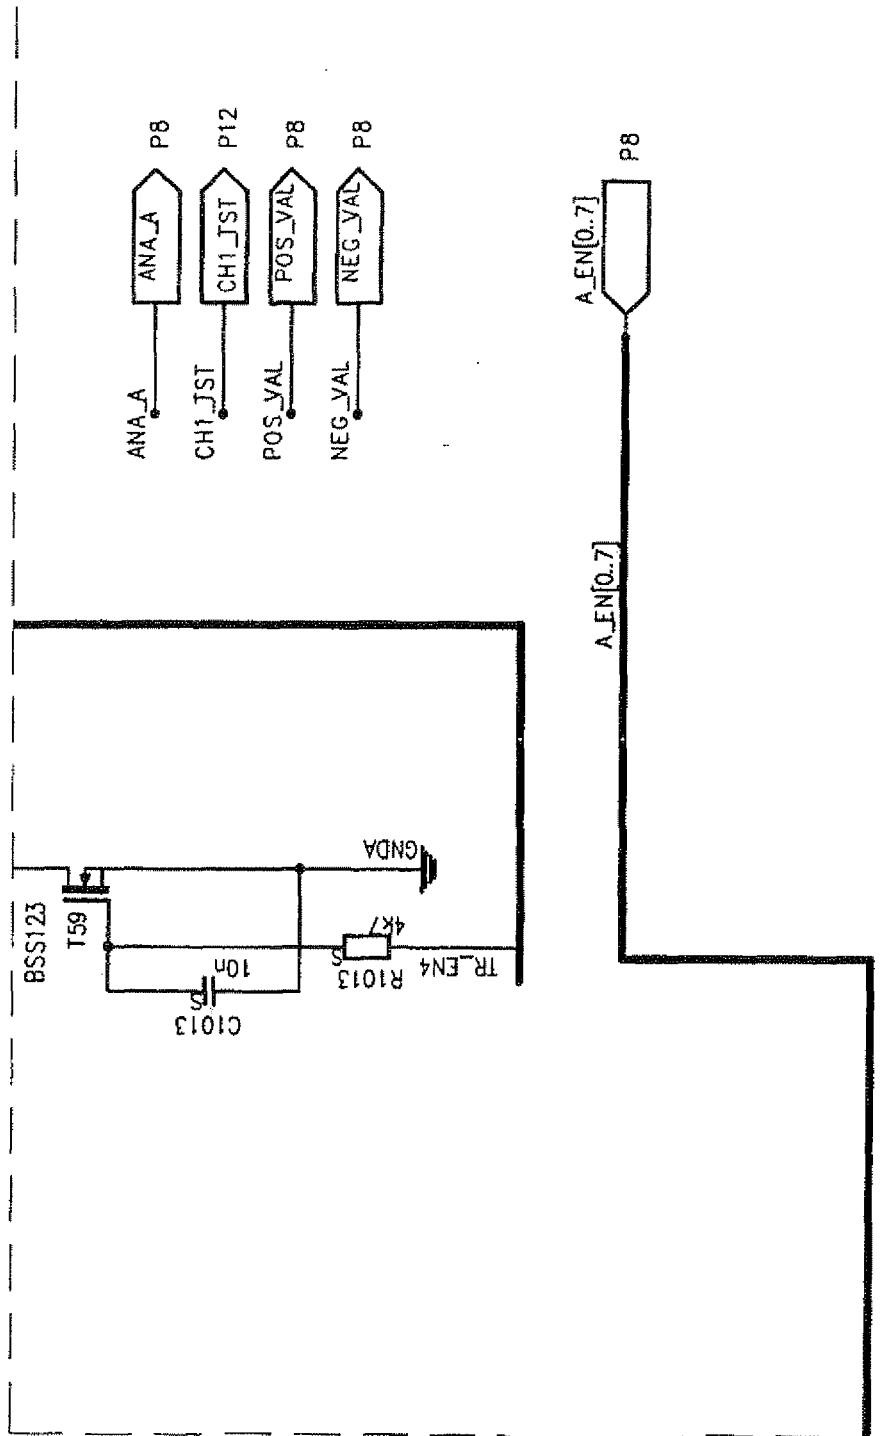 P8
P12
P8
P8
ANA_A
CH1_TST
POS_VAL
NEG_VAL
ANA_A
CH1_TST
POS_VAL
NEG_VAL
P8
A_EN[0..7]
A_EN[0..7]
GNDA
BSS123
T59
4k7
S
R1013
TR_EN4
10n
S
C1013